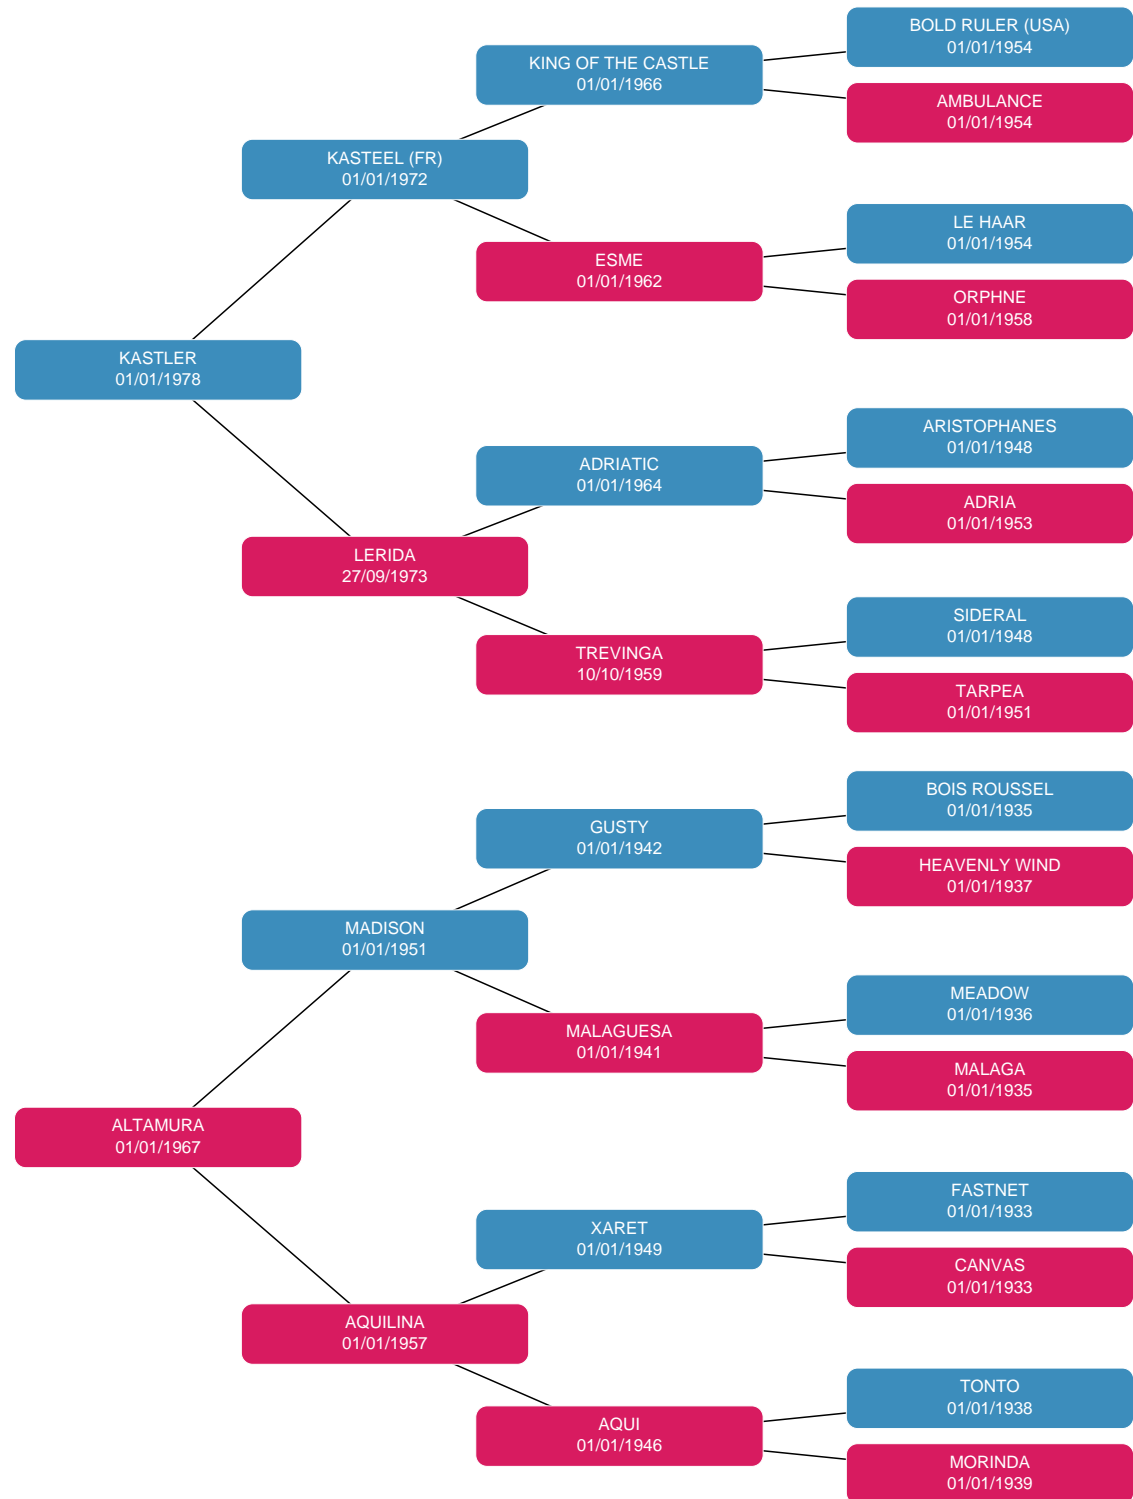 BOLD RULER (USA)
01/01/1954
KING OF THE CASTLE
01/01/1966
AMBULANCE
01/01/1954
KASTEEL (FR)
01/01/1972
LE HAAR
01/01/1954
ESME
01/01/1962
ORPHNE
01/01/1958
KASTLER
01/01/1978
ARISTOPHANES
01/01/1948
ADRIATIC
01/01/1964
ADRIA
01/01/1953
LERIDA
27/09/1973
SIDERAL
01/01/1948
TREVINGA
10/10/1959
TARPEA
01/01/1951
BOIS ROUSSEL
01/01/1935
GUSTY
01/01/1942
HEAVENLY WIND
01/01/1937
MADISON
01/01/1951
MEADOW
01/01/1936
MALAGUESA
01/01/1941
MALAGA
01/01/1935
ALTAMURA
01/01/1967
FASTNET
01/01/1933
XARET
01/01/1949
CANVAS
01/01/1933
AQUILINA
01/01/1957
TONTO
01/01/1938
AQUI
01/01/1946
MORINDA
01/01/1939